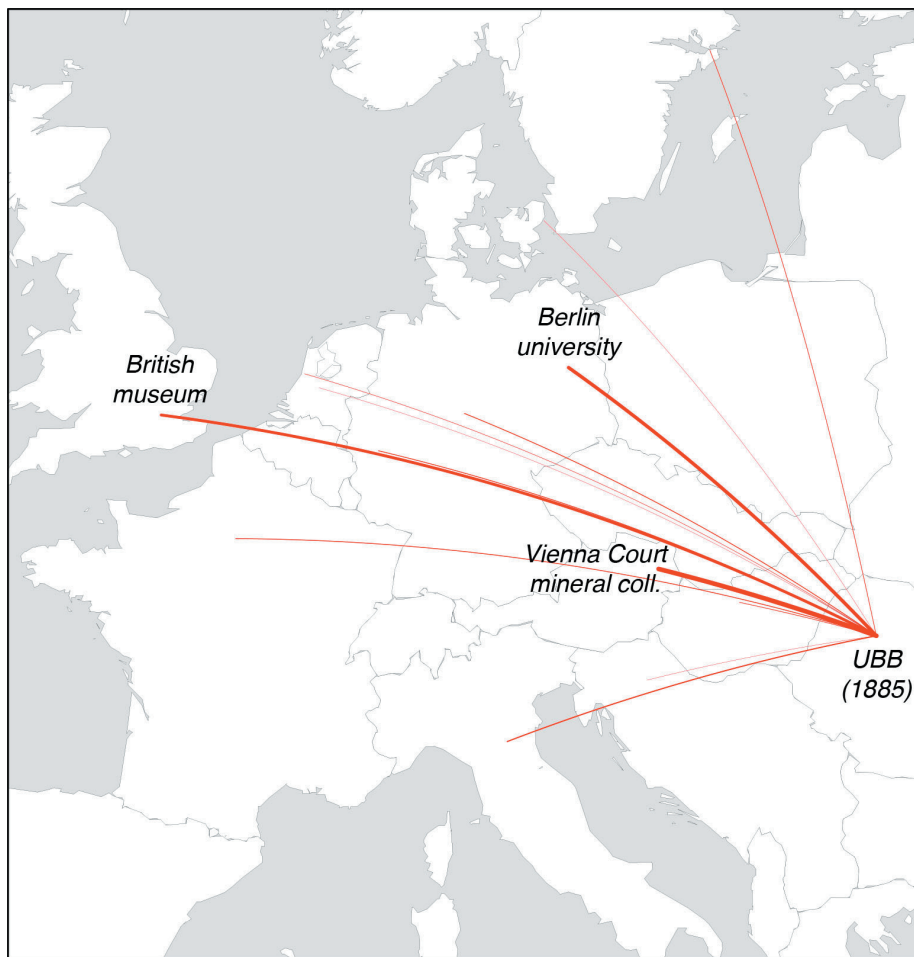 Berlin
university
British
museum
Vienna Court
mineral coll.
UBB
(1885)